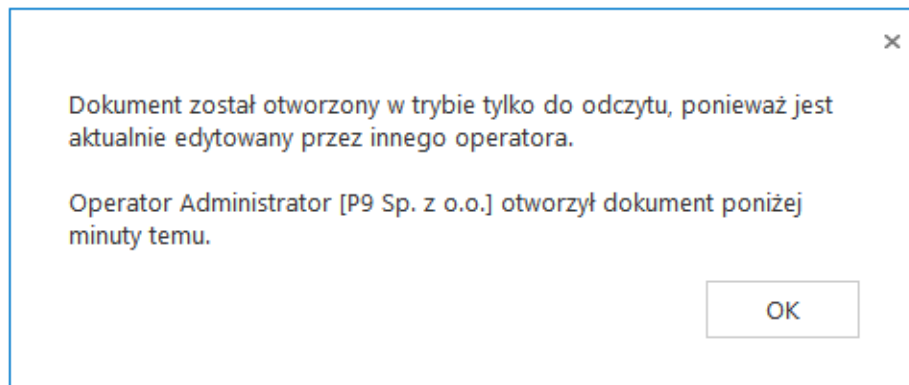 Dokument został otworzony w trybie tylko do odczytu, ponieważ jest
aktualnie edytowany przez innego operatora.
Operator Administrator [P9 Sp. z o.o.] otworzył dokument poniżej
minuty temu.
OK